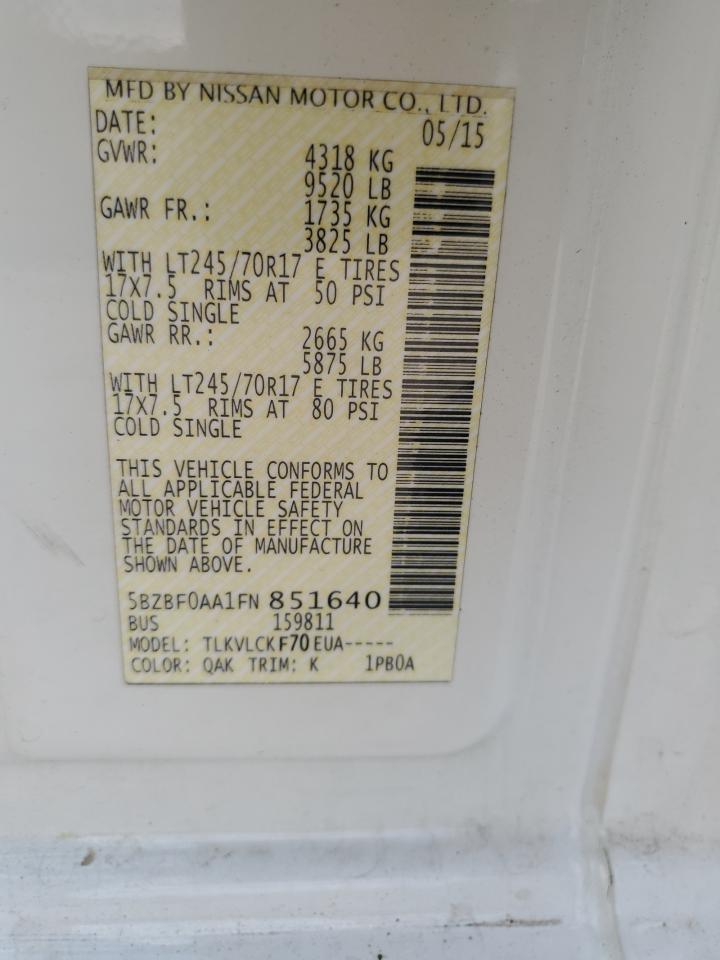 MFD BY NISSAN MOTOR CO., LTD.
DATE: 05/15
GVWR: 4318 KG
9520 LB
GAWR FR.: 1735 KG
3825 LB
WITH LT245/70R17 E TIRES
17X7.5 RIMS AT 50 PSI
COLD SINGLE
GAWR RR.: 2665 KG
5875 LB
WITH LT245/70R17 E TIRES
17X7.5 RIMS AT 80 PSI
COLD SINGLE
THIS VEHICLE CONFORMS TO
ALL APPLICABLE FEDERAL
MOTOR VEHICLE SAFETY
STANDARDS IN EFFECT ON
THE DATE OF MANUFACTURE
SHOWN ABOVE.
5BZBF0AA1FN 851640
BUS 159811
MODEL: TLKVLCKF70EUA-----
COLOR: QAK TRIM: K 1PB0A